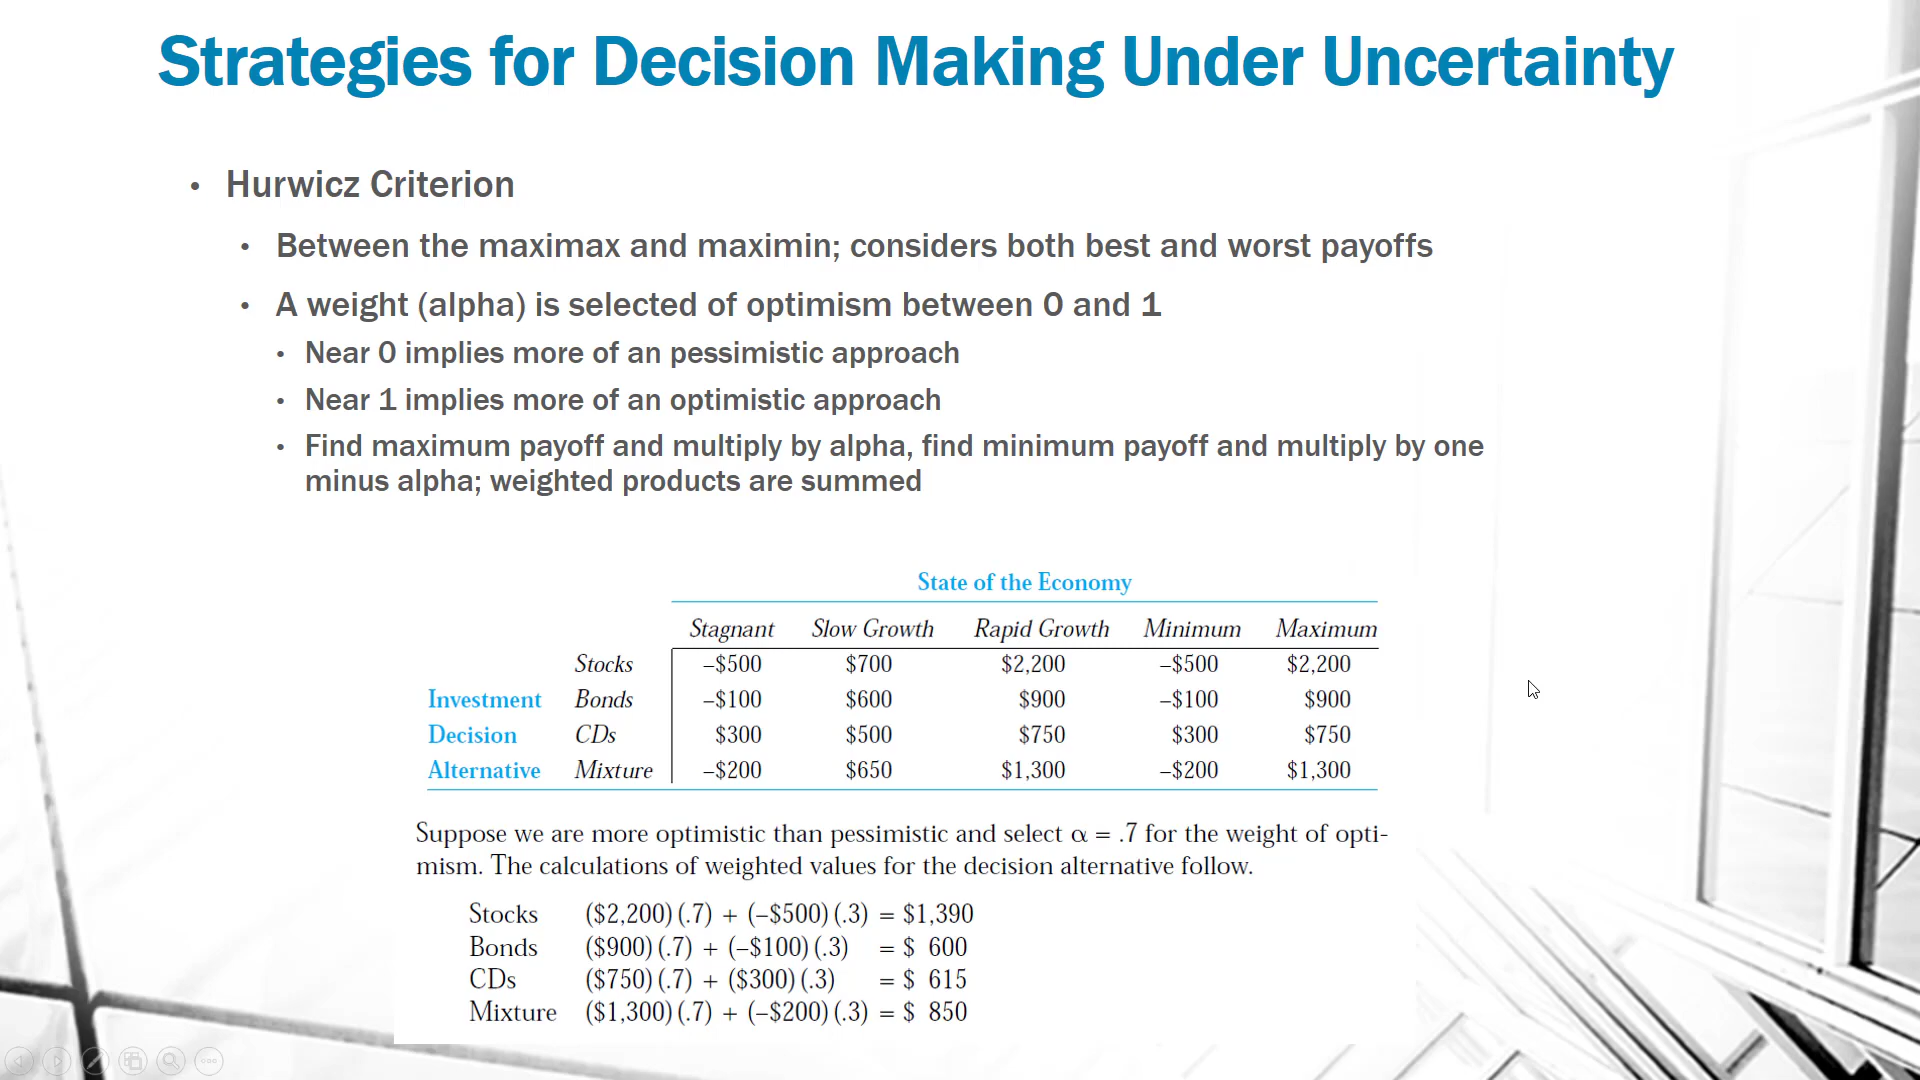 Strategies for Decision Making Under Uncertainty
• Hurwicz Criterion
• Between the maximax and maximin; considers both best and worst payoffs
• A weight (alpha) is selected of optimism between 0 and 1
• Near 0 implies more of an pessimistic approach
• Near 1 implies more of an optimistic approach
• Find maximum payoff and multiply by alpha, find minimum payoff and multiply by one
minus alpha; weighted products are summed
State of the Economy
Stagnant Slow Growth Rapid Growth Minimum Maximum
Stocks –$500 $700 $2,200 –$500 $2,200
Investment Bonds –$100 $600 $900 –$100 $900
Decision CDs $300 $500 $750 $300 $750
Alternative Mixture –$200 $650 $1,300 –$200 $1,300
Suppose we are more optimistic than pessimistic and select α = .7 for the weight of opti-
mism. The calculations of weighted values for the decision alternative follow.
Stocks ($2,200)(.7) + (–$500)(.3) = $1,390
Bonds ($900)(.7) + (–$100)(.3) = $ 600
CDs ($750)(.7) + ($300)(.3) = $ 615
Mixture ($1,300)(.7) + (–$200)(.3) = $ 850